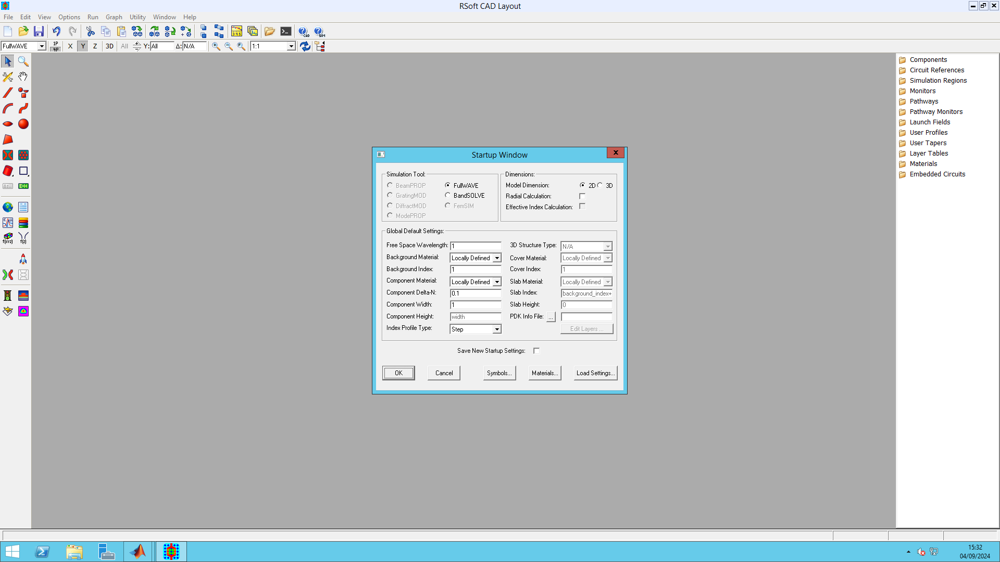 RSoft CAD Layout
File Edit View Options Run Graph Utility Window Help
FullWAVE 1P 4P X Y Z 3D All Y: All Δ: N/A 1:1
Components
Circuit References
Simulation Regions
Monitors
Pathways
Pathway Monitors
Launch Fields
User Profiles
User Tapers
Layer Tables
Materials
Embedded Circuits
Startup Window
Simulation Tool:
BeamPROP FullWAVE
GratingMOD BandSOLVE
DiffractMOD FemSIM
ModePROP
Dimensions:
Model Dimension: 2D 3D
Radial Calculation:
Effective Index Calculation:
Global Default Settings:
Free Space Wavelength: 1 3D Structure Type: N/A
Background Material: Locally Defined Cover Material: Locally Defined
Background Index: 1 Cover Index: 1
Component Material: Locally Defined Slab Material: Locally Defined
Component Delta-N: 0.1 Slab Index: background_index+
Component Width: 1 Slab Height: 0
Component Height: width PDK Info File: ...
Index Profile Type: Step Edit Layers ...
Save New Startup Settings:
OK Cancel Symbols... Materials... Load Settings...
15:32
04/09/2024